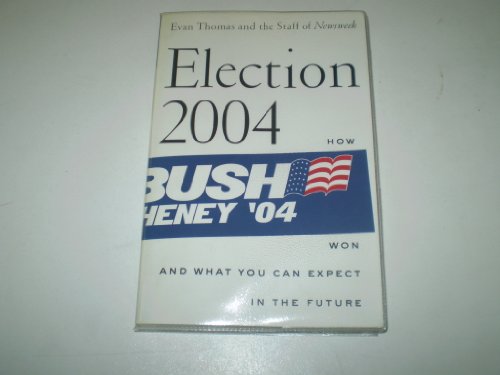 Evan Thomas and the Staff of Newsweek
Election
2004
HOW
BUSH
HENEY '04
WON
AND WHAT YOU CAN EXPECT
IN THE FUTURE